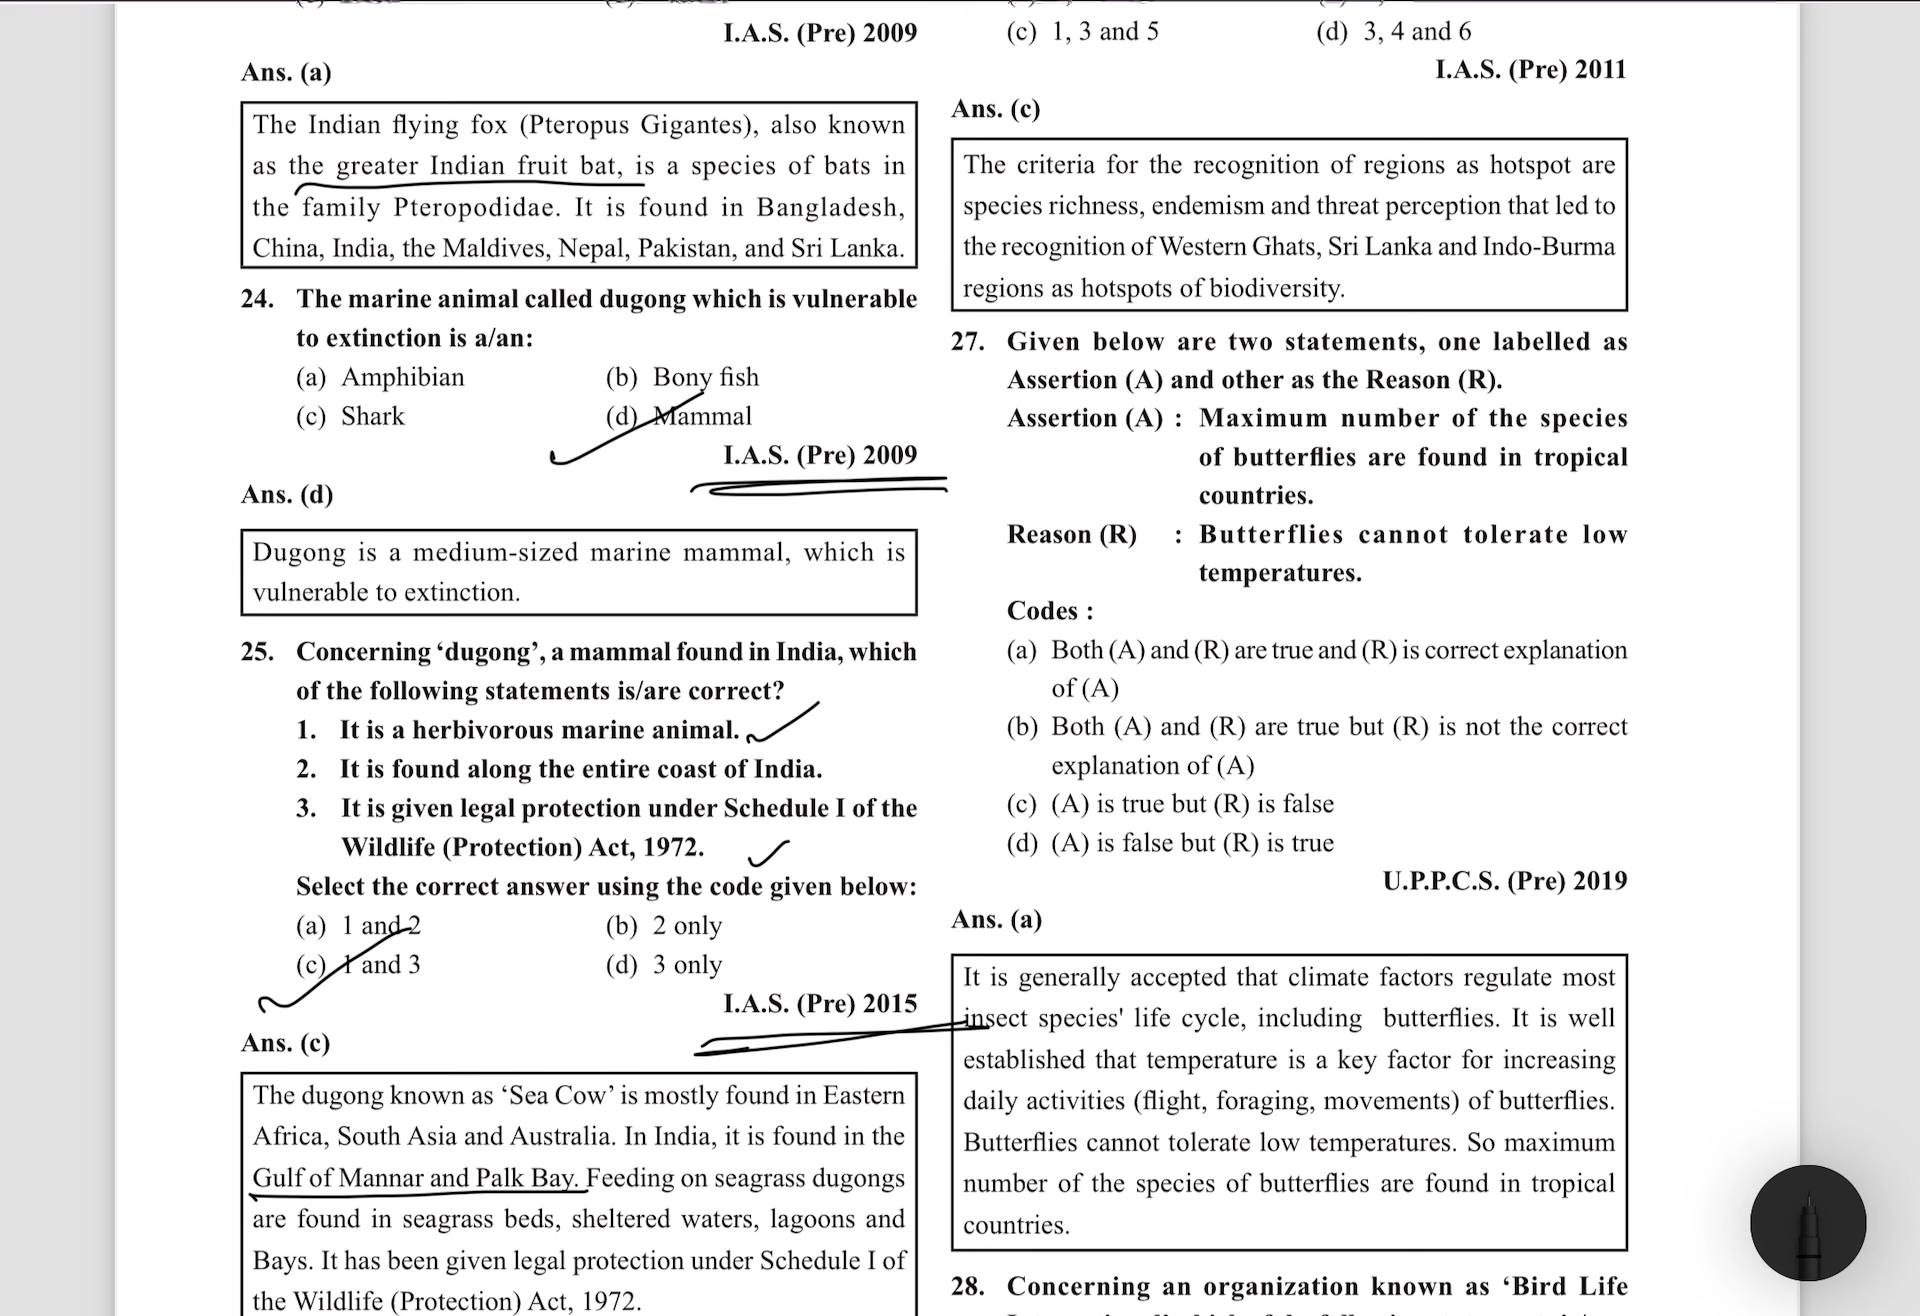 I.A.S. (Pre) 2009
Ans. (a)
The Indian flying fox (Pteropus Gigantes), also known
as the greater Indian fruit bat, is a species of bats in
the family Pteropodidae. It is found in Bangladesh,
China, India, the Maldives, Nepal, Pakistan, and Sri Lanka.
24. The marine animal called dugong which is vulnerable
to extinction is a/an:
(a) Amphibian (b) Bony fish
(c) Shark (d) Mammal
I.A.S. (Pre) 2009
Ans. (d)
Dugong is a medium-sized marine mammal, which is
vulnerable to extinction.
25. Concerning ‘dugong’, a mammal found in India, which
of the following statements is/are correct?
1. It is a herbivorous marine animal.
2. It is found along the entire coast of India.
3. It is given legal protection under Schedule I of the
Wildlife (Protection) Act, 1972.
Select the correct answer using the code given below:
(a) 1 and 2 (b) 2 only
(c) 1 and 3 (d) 3 only
I.A.S. (Pre) 2015
Ans. (c)
The dugong known as ‘Sea Cow’ is mostly found in Eastern
Africa, South Asia and Australia. In India, it is found in the
Gulf of Mannar and Palk Bay. Feeding on seagrass dugongs
are found in seagrass beds, sheltered waters, lagoons and
Bays. It has been given legal protection under Schedule I of
the Wildlife (Protection) Act, 1972.
(c) 1, 3 and 5 (d) 3, 4 and 6
I.A.S. (Pre) 2011
Ans. (c)
The criteria for the recognition of regions as hotspot are
species richness, endemism and threat perception that led to
the recognition of Western Ghats, Sri Lanka and Indo-Burma
regions as hotspots of biodiversity.
27. Given below are two statements, one labelled as
Assertion (A) and other as the Reason (R).
Assertion (A) : Maximum number of the species
of butterflies are found in tropical
countries.
Reason (R) : Butterflies cannot tolerate low
temperatures.
Codes :
(a) Both (A) and (R) are true and (R) is correct explanation
of (A)
(b) Both (A) and (R) are true but (R) is not the correct
explanation of (A)
(c) (A) is true but (R) is false
(d) (A) is false but (R) is true
U.P.P.C.S. (Pre) 2019
Ans. (a)
It is generally accepted that climate factors regulate most
insect species' life cycle, including butterflies. It is well
established that temperature is a key factor for increasing
daily activities (flight, foraging, movements) of butterflies.
Butterflies cannot tolerate low temperatures. So maximum
number of the species of butterflies are found in tropical
countries.
28. Concerning an organization known as ‘Bird Life